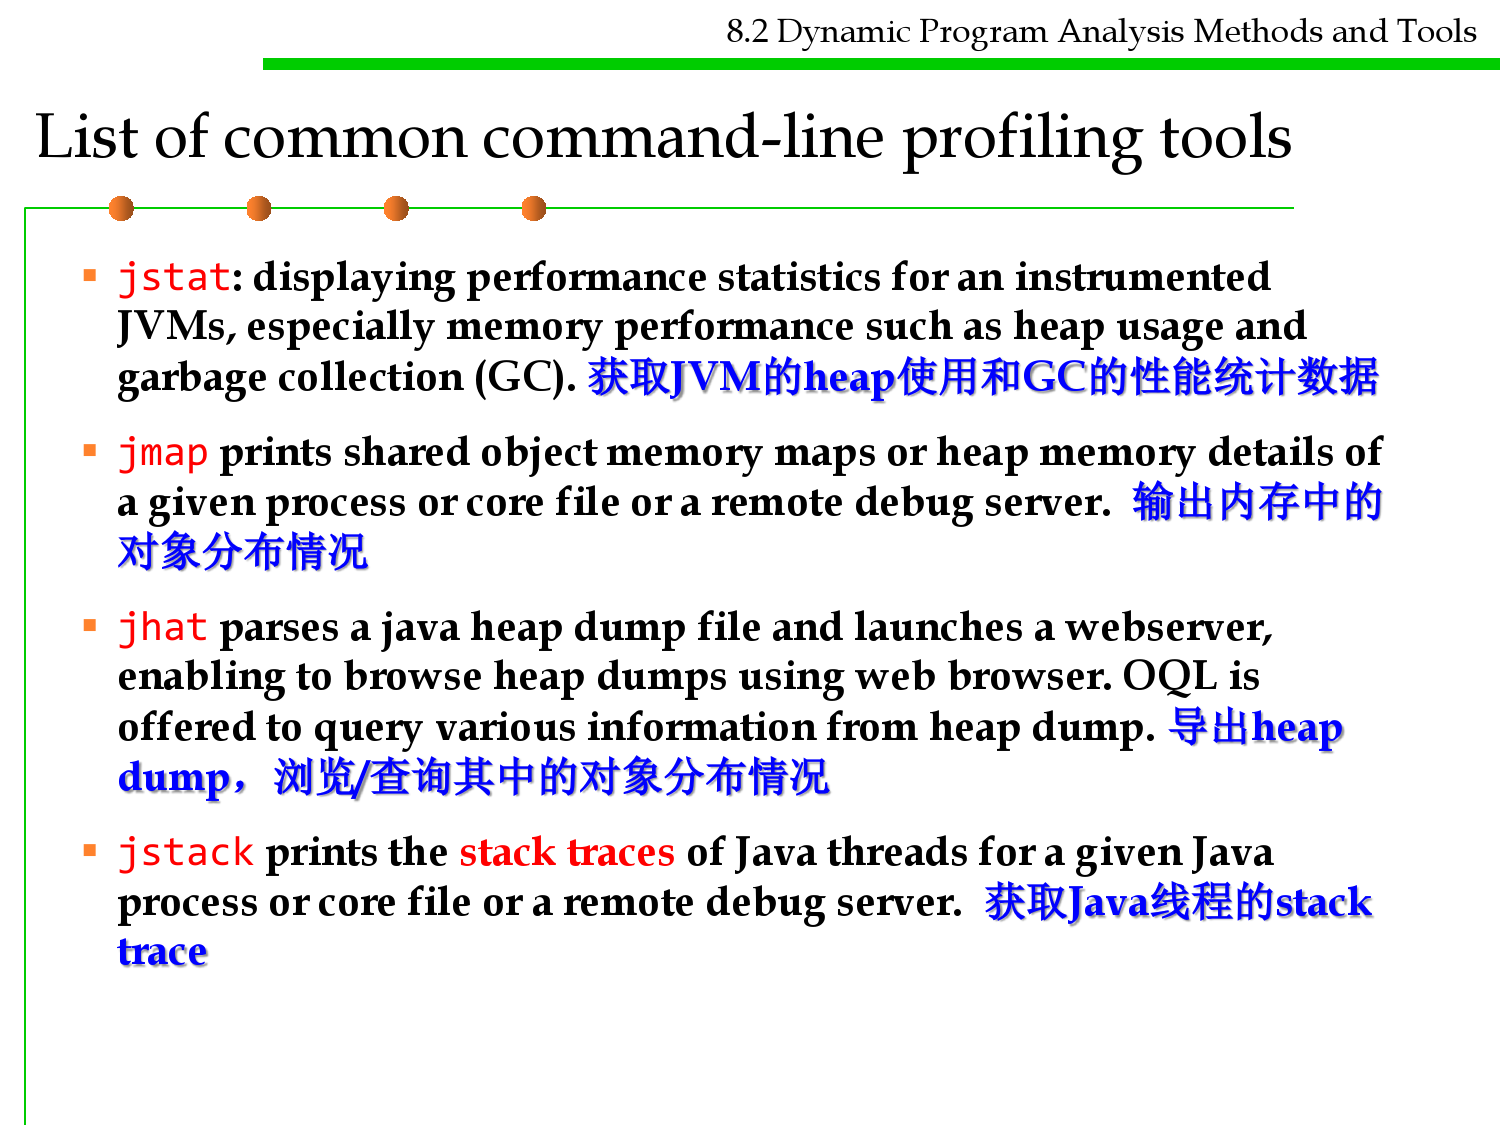 8.2 Dynamic Program Analysis Methods and Tools
List of common command-line profiling tools
jstat: displaying performance statistics for an instrumented
JVMs, especially memory performance such as heap usage and
garbage collection (GC). 获取JVM的heap使用和GC的性能统计数据
jmap prints shared object memory maps or heap memory details of
a given process or core file or a remote debug server. 输出内存中的
对象分布情况
jhat parses a java heap dump file and launches a webserver,
enabling to browse heap dumps using web browser. OQL is
offered to query various information from heap dump. 导出heap
dump，浏览/查询其中的对象分布情况
jstack prints the stack traces of Java threads for a given Java
process or core file or a remote debug server. 获取Java线程的stack
trace